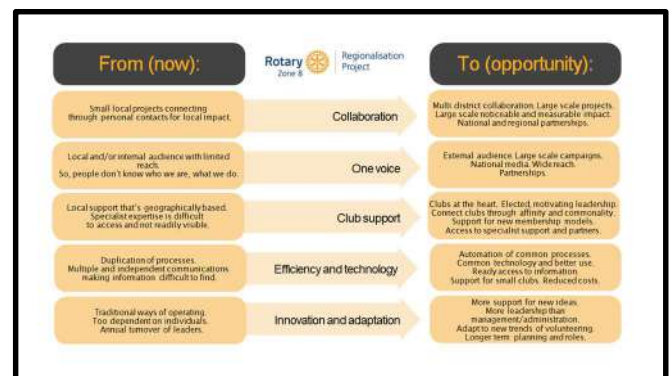 From (now):
Rotary
Zone 8
Regionalisation
Project
To (opportunity):
Small local projects connecting
through personal contacts for local impact.
Collaboration
Multi district collaboration. Large scale projects.
Large scale noticeable and measurable impact.
National and regional partnerships.
Local and/or internal audience with limited
reach.
So, people don't know who we are, what we do.
One voice
External audience. Large scale campaigns.
National media. Wide reach.
Partnerships.
Local support that's geographically based.
Specialist expertise is difficult
to access and not readily visible.
Club support
Clubs at the heart. Elected, motivating leadership.
Connect clubs through affinity and commonality.
Support for new membership models.
Access to specialist support and partners.
Duplication of processes.
Multiple and independent communications
making information difficult to find.
Efficiency and technology
Automation of common processes.
Common technology and better use.
Ready access to information.
Support for small clubs. Reduced costs.
Traditional ways of operating.
Too dependent on individuals.
Annual turnover of leaders.
Innovation and adaptation
More support for new ideas.
More leadership than
management/administration.
Adapt to new trends of volunteering.
Longer term planning and roles.